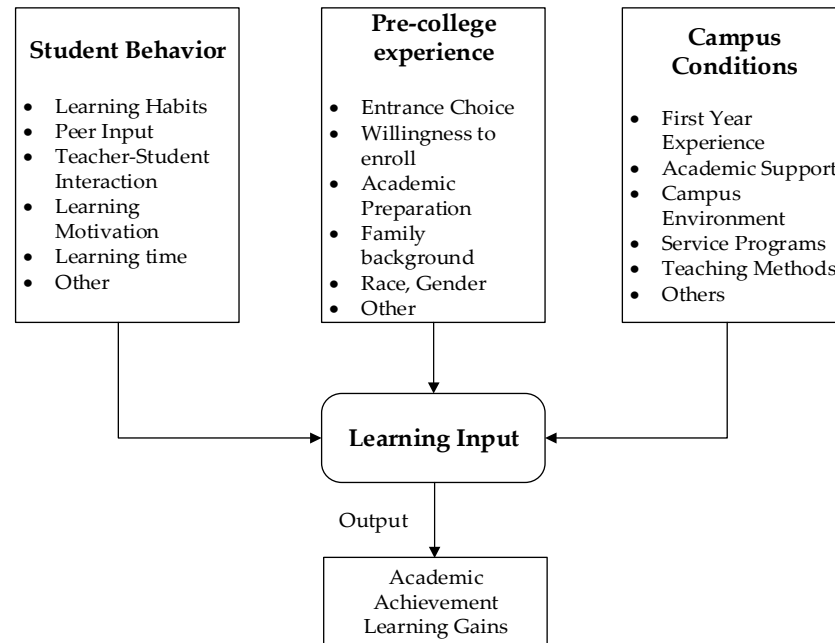 Student Behavior
• Learning Habits
• Peer Input
• Teacher-Student
Interaction
• Learning
Motivation
• Learning time
• Other
Pre-college
experience
• Entrance Choice
• Willingness to
enroll
• Academic
Preparation
• Family
background
• Race, Gender
• Other
Campus
Conditions
• First Year
Experience
• Academic Support
• Campus
Environment
• Service Programs
• Teaching Methods
• Others
Learning Input
Output
Academic
Achievement
Learning Gains